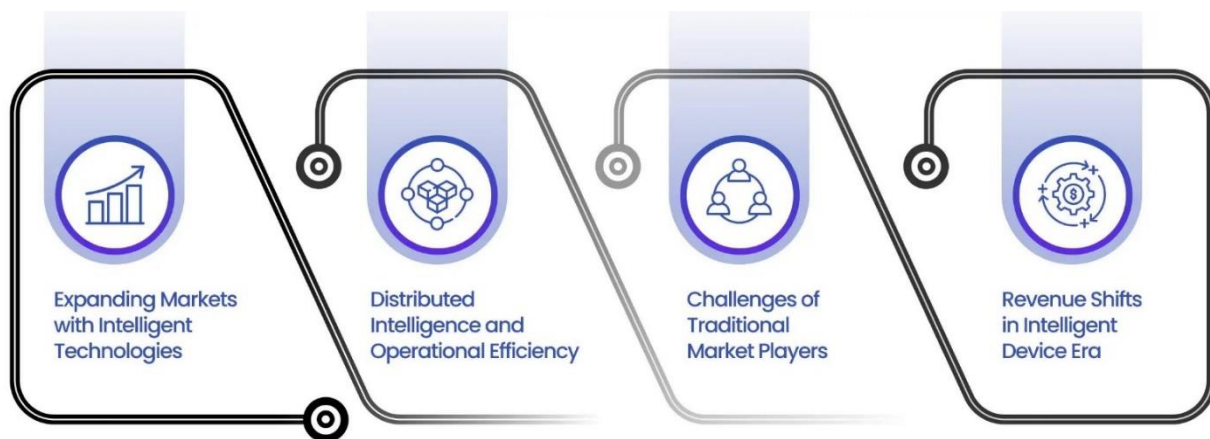 Expanding Markets
with Intelligent
Technologies
Distributed
Intelligence and
Operational Efficiency
Challenges of
Traditional
Market Players
Revenue Shifts
in Intelligent
Device Era